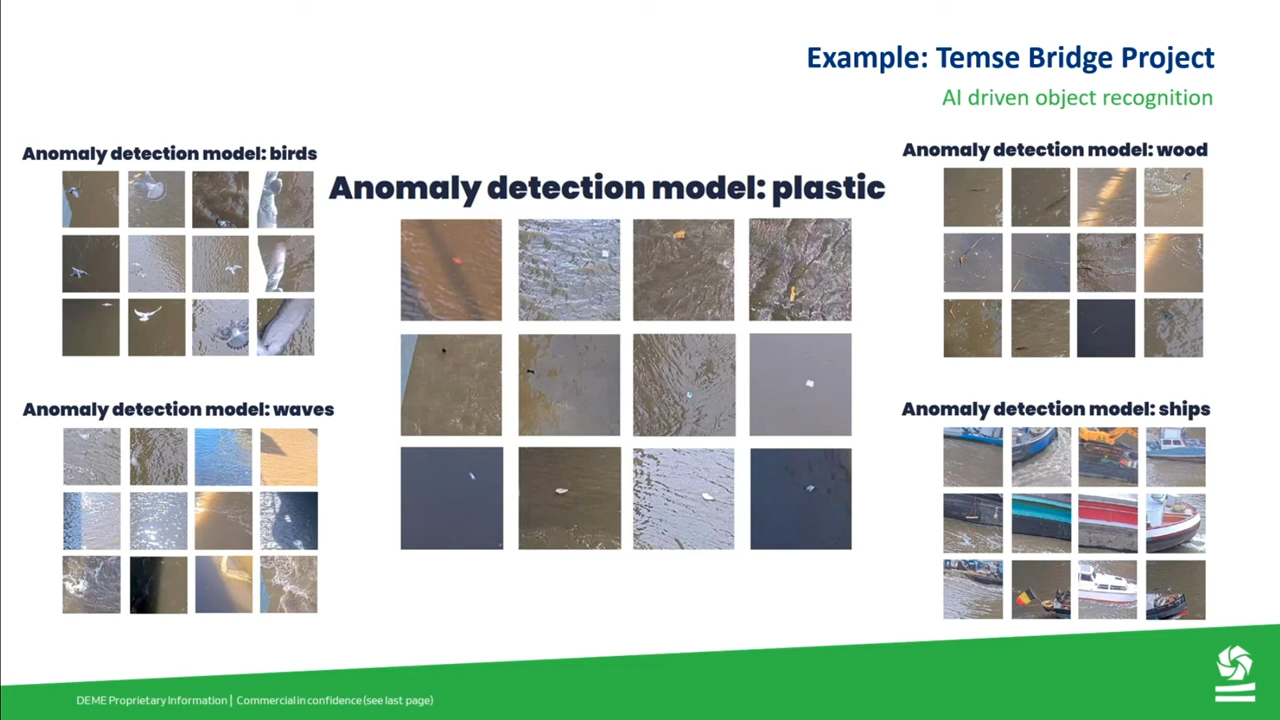 Example: Temse Bridge Project
AI driven object recognition
Anomaly detection model: birds
Anomaly detection model: plastic
Anomaly detection model: wood
Anomaly detection model: waves
Anomaly detection model: ships
DEME Proprietary Information | Commercial in confidence (see last page)